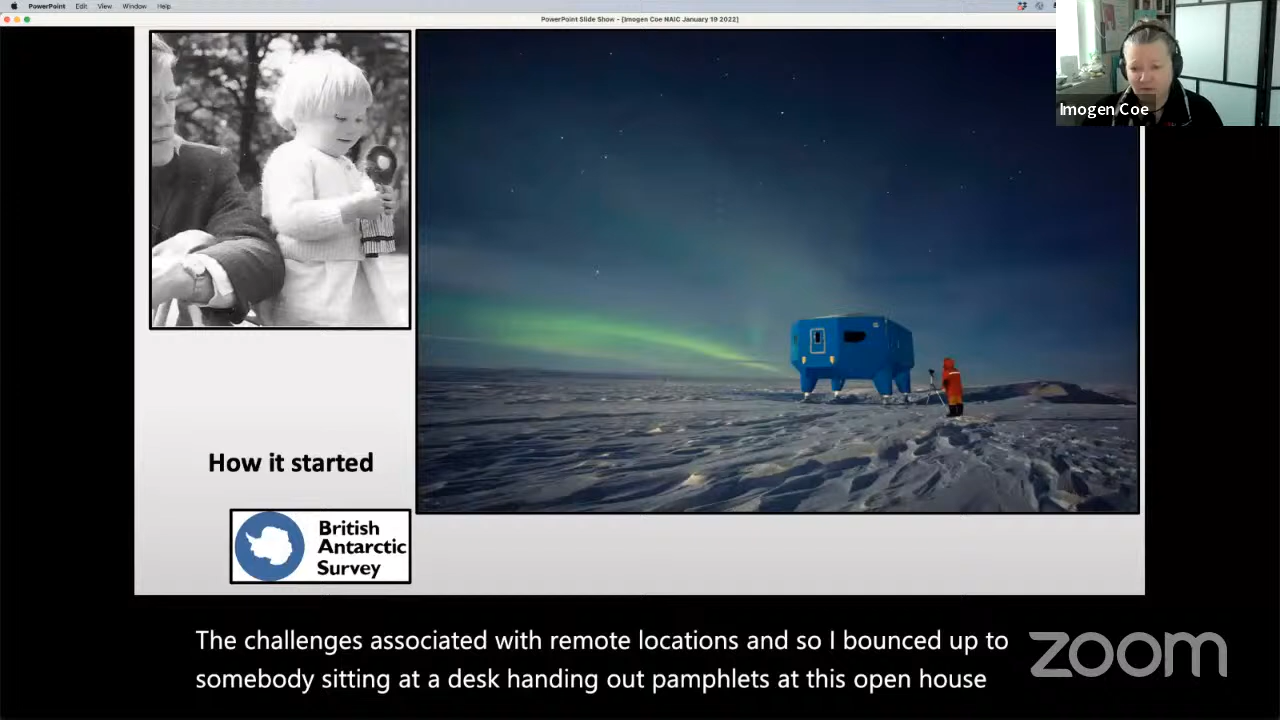 PowerPoint Edit View Window Help
PowerPoint Slide Show - [Imogen Coe NAIC January 19 2022]
Imogen Coe
How it started
British
Antarctic
Survey
The challenges associated with remote locations and so I bounced up to
somebody sitting at a desk handing out pamphlets at this open house
zoom